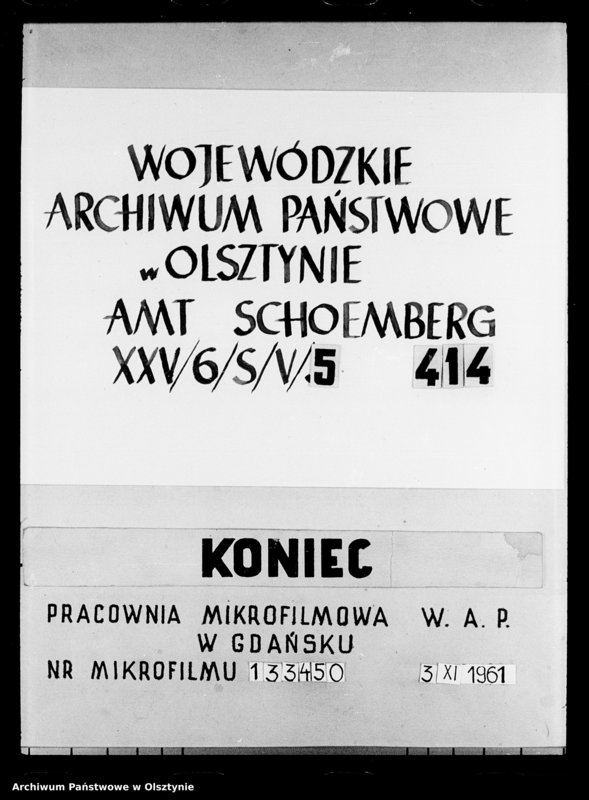 WOJEWÓDZKIE
ARCHIWUM PAŃSTWOWE
w OLSZTYNIE
AMT SCHOEMBERG
XXV/6/S/V/.5 414
KONIEC
PRACOWNIA MIKROFILMOWA W. A. P.
W GDAŃSKU
NR MIKROFILMU 133450 3 XI 1961
Archiwum Państwowe w Olsztynie